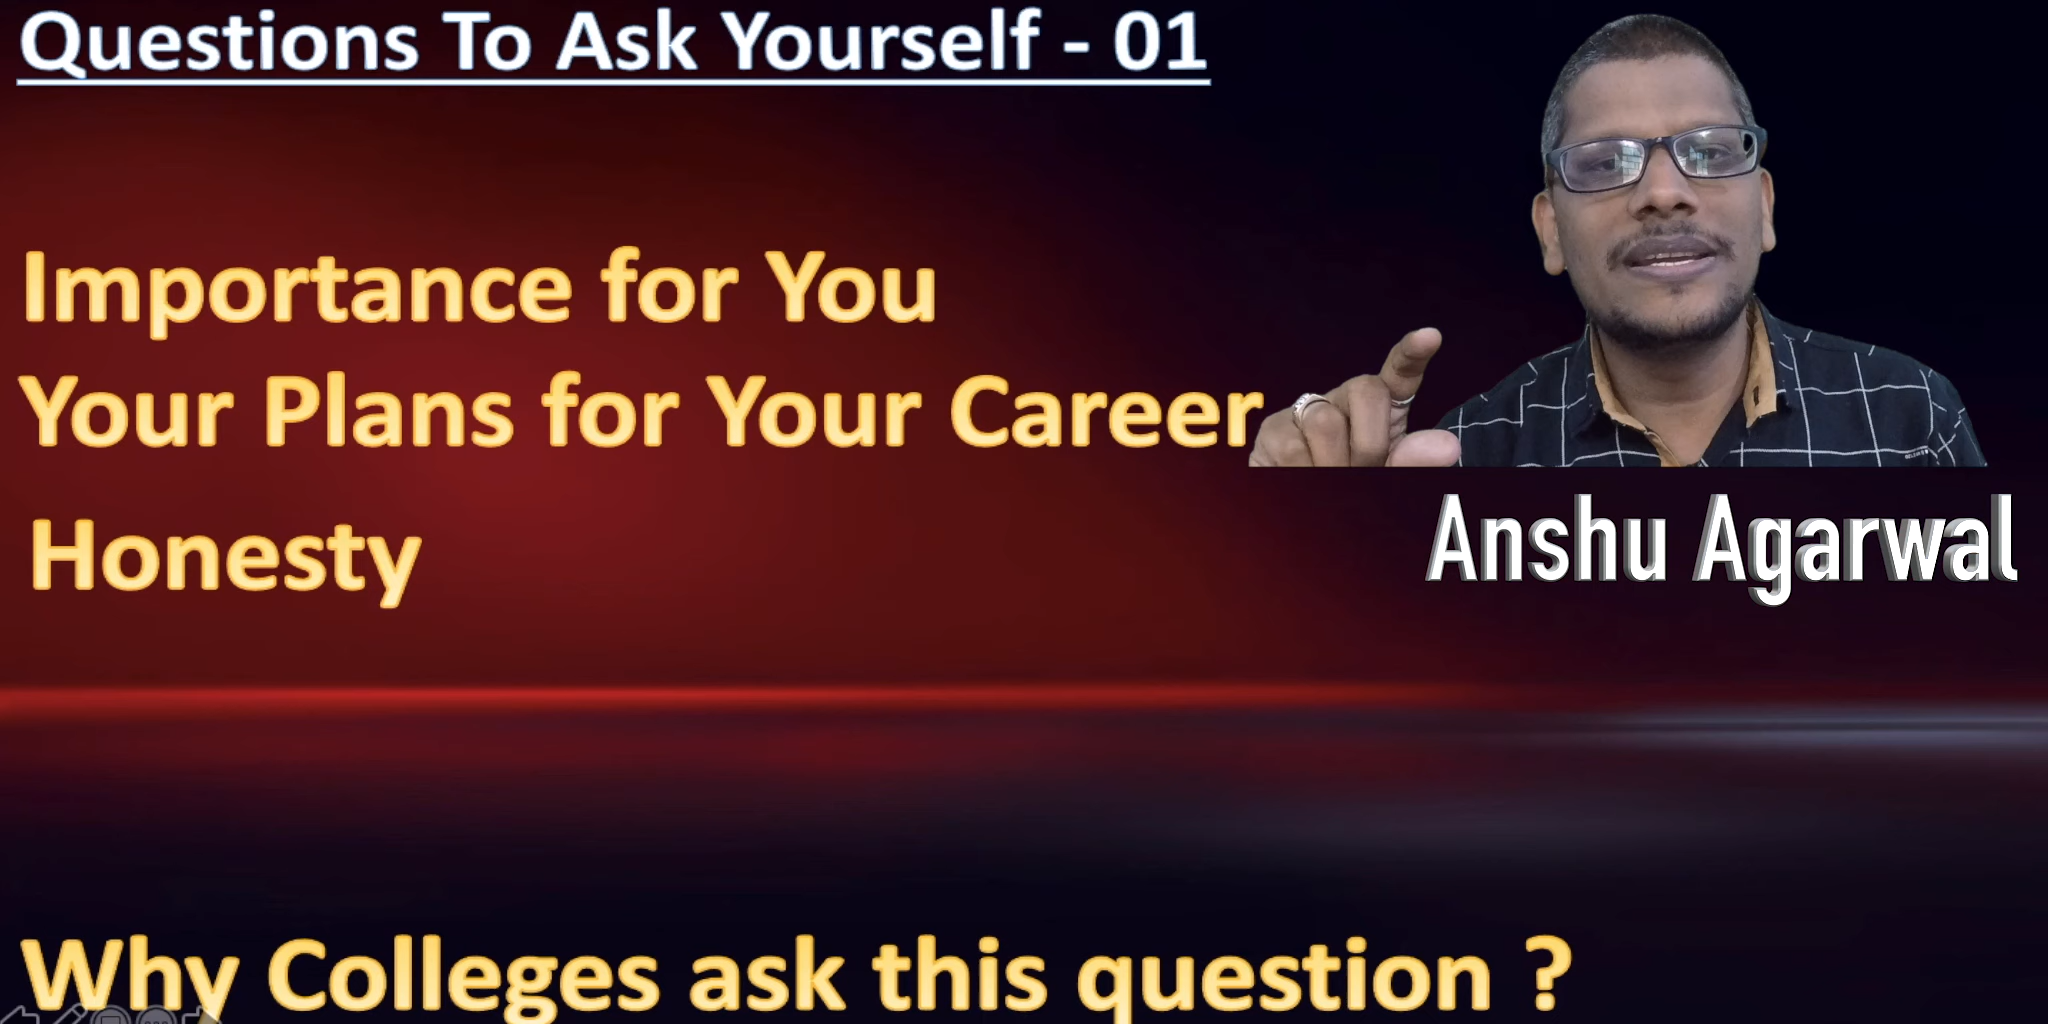 Questions To Ask Yourself - 01
Importance for You
Your Plans for Your Career
Honesty
Anshu Agarwal
Why Colleges ask this question ?